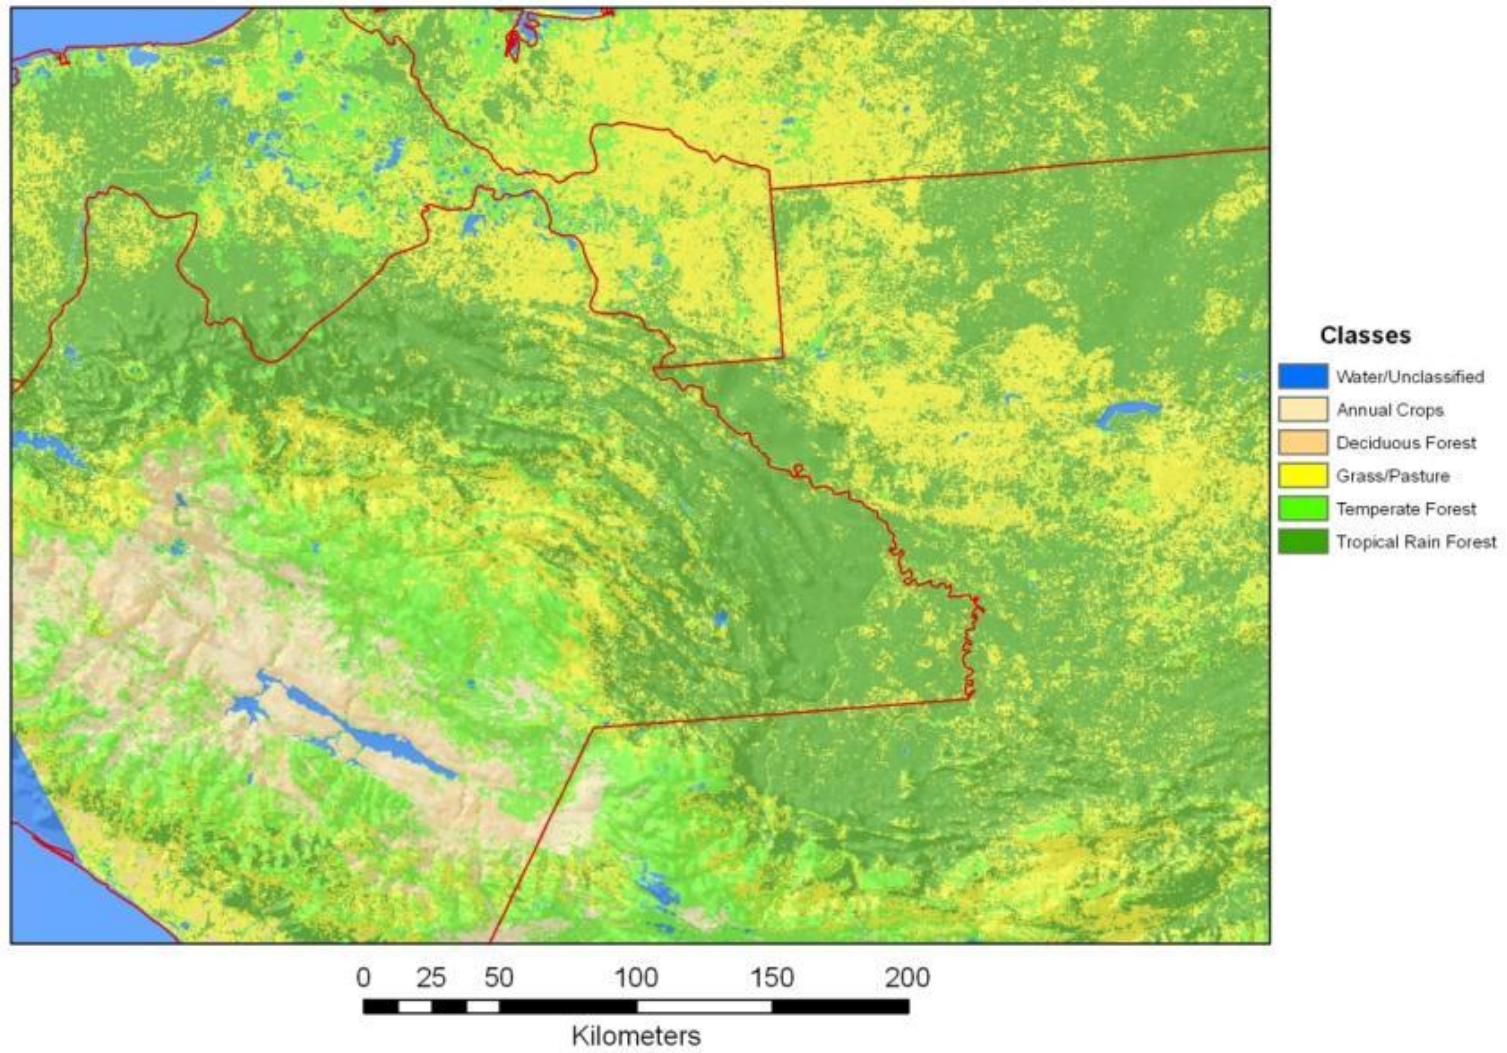 Classes
Water/Unclassified
Annual Crops
Deciduous Forest
Grass/Pasture
Temperate Forest
Tropical Rain Forest
0 25 50 100 150 200
Kilometers